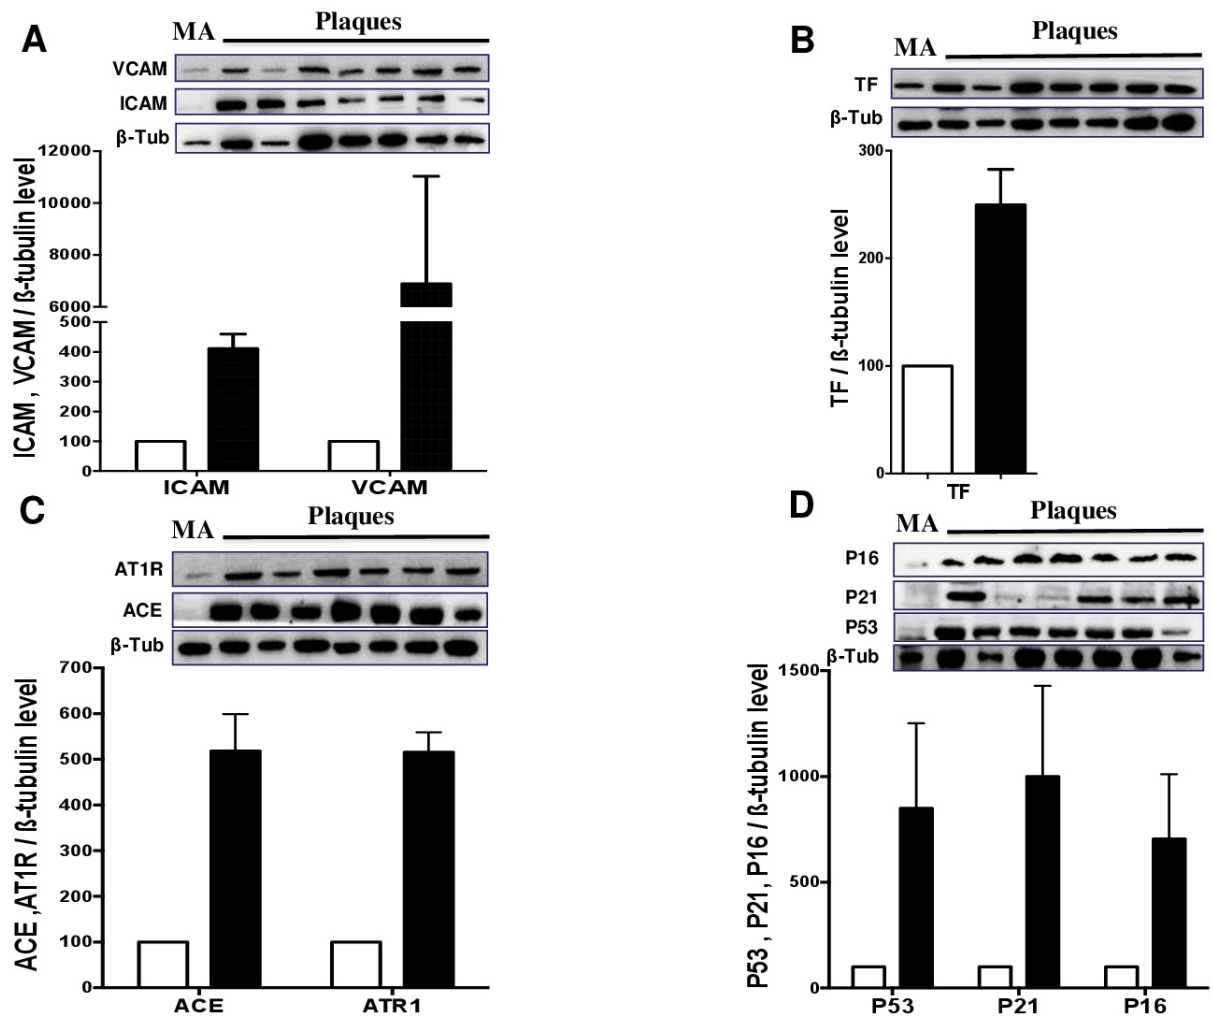 A
MA Plaques
VCAM
ICAM
β-Tub
12000
10000
8000
6000
500
400
300
200
100
0
ICAM , VCAM / ß-tubulin level
ICAM VCAM
B
MA Plaques
TF
β-Tub
300
200
100
0
TF / ß-tubulin level
TF
C
MA Plaques
AT1R
ACE
β-Tub
700
600
500
400
300
200
100
0
ACE ,AT1R / ß-tubulin level
ACE ATR1
D
MA Plaques
P16
P21
P53
β-Tub
1500
1000
500
0
P53 , P21 , P16 / ß-tubulin level
P53 P21 P16